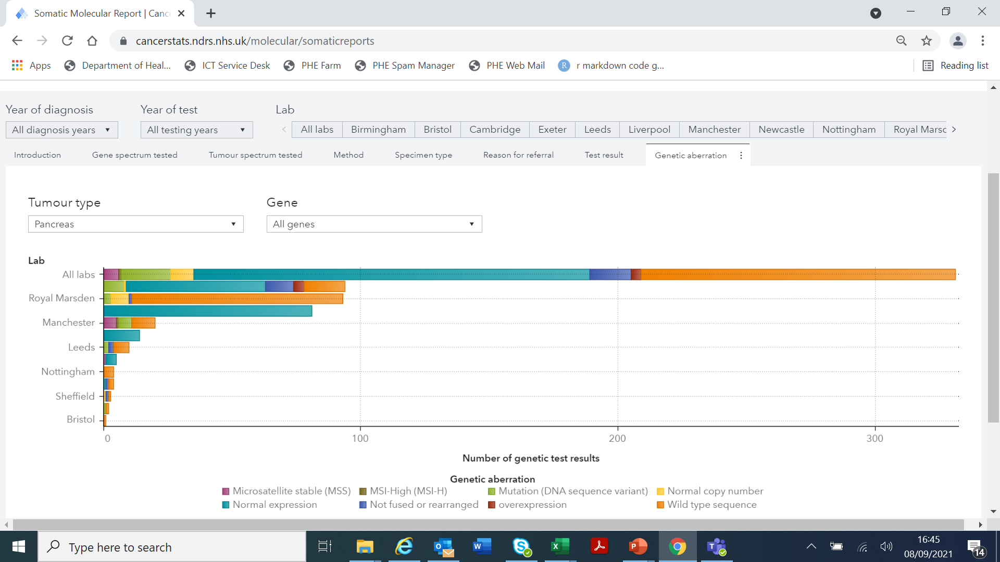 Somatic Molecular Report | Canc
cancerstats.ndrs.nhs.uk/molecular/somaticreports
Apps Department of Heal... ICT Service Desk PHE Farm PHE Spam Manager PHE Web Mail R r markdown code g... Reading list
Year of diagnosis Year of test Lab
All diagnosis years All testing years All labs Birmingham Bristol Cambridge Exeter Leeds Liverpool Manchester Newcastle Nottingham Royal Marsc
Introduction Gene spectrum tested Tumour spectrum tested Method Specimen type Reason for referral Test result Genetic aberration
Tumour type Gene
Pancreas All genes
Lab
All labs
Royal Marsden
Manchester
Leeds
Nottingham
Sheffield
Bristol
0 100 200 300
Number of genetic test results
Genetic aberration
Microsatellite stable (MSS) MSI-High (MSI-H) Mutation (DNA sequence variant) Normal copy number
Normal expression Not fused or rearranged overexpression Wild type sequence
Type here to search
16:45
08/09/2021
14